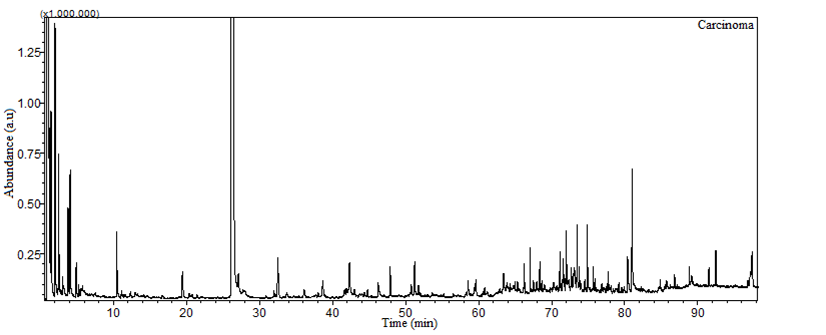 (x1,000,000)
Carcinoma
1.25
1.00
0.75
0.50
0.25
Abundance (a.u)
10 20 30 40 50 60 70 80 90
Time (min)